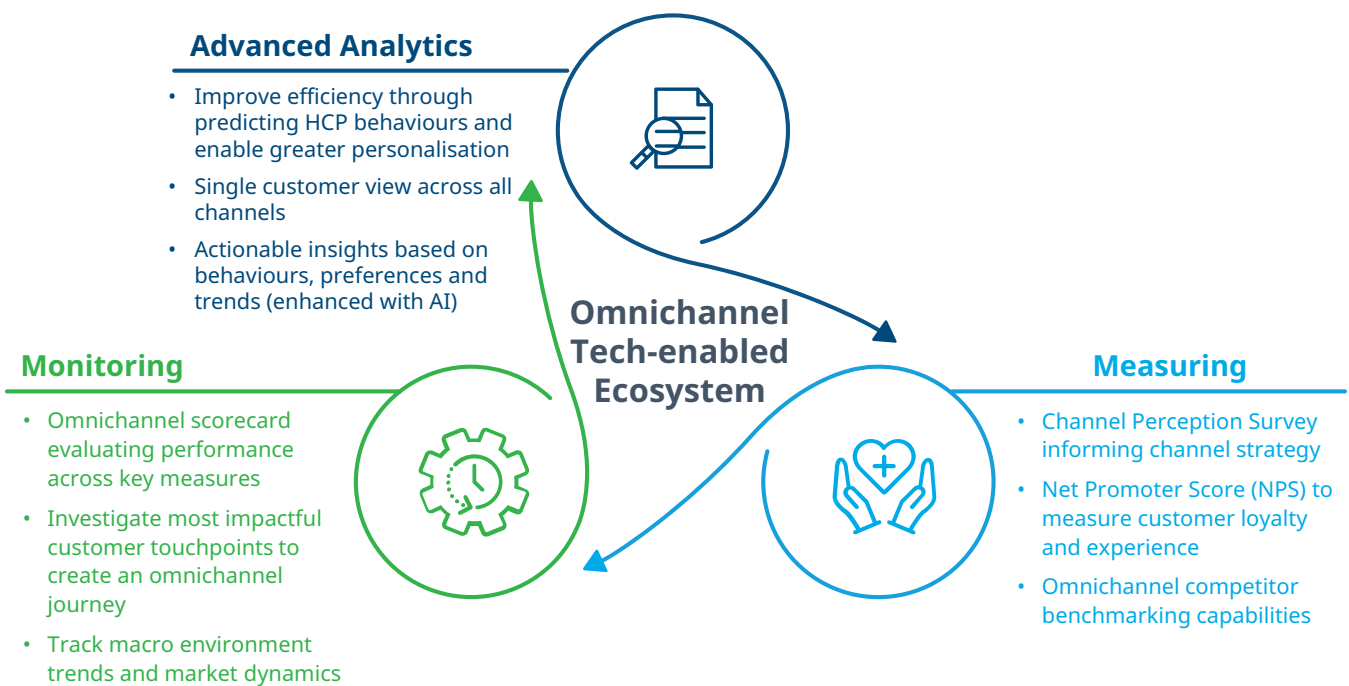 Advanced Analytics
• Improve efficiency through
predicting HCP behaviours and
enable greater personalisation
• Single customer view across all
channels
• Actionable insights based on
behaviours, preferences and
trends (enhanced with AI)
Omnichannel
Tech-enabled
Ecosystem
Monitoring
• Omnichannel scorecard
evaluating performance
across key measures
• Investigate most impactful
customer touchpoints to
create an omnichannel
journey
• Track macro environment
trends and market dynamics
Measuring
• Channel Perception Survey
informing channel strategy
• Net Promoter Score (NPS) to
measure customer loyalty
and experience
• Omnichannel competitor
benchmarking capabilities